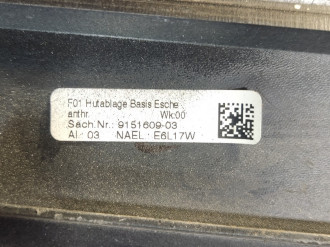 F01 Hutablage Basis Esche
anthr. Wk:00
Sach.Nr.: 9151609-03
AI.: 03 NAEL.: E6L17W